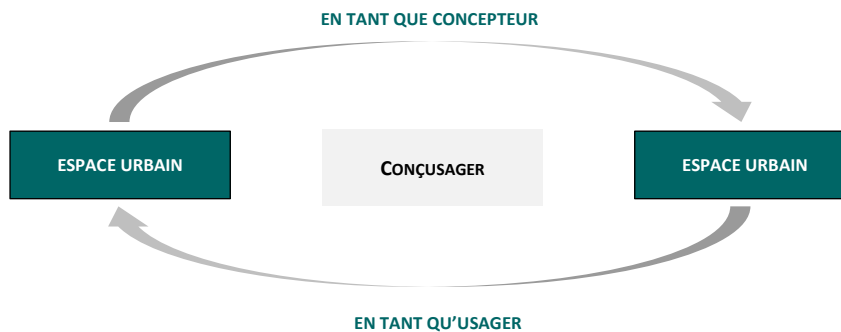 EN TANT QUE CONCEPTEUR
ESPACE URBAIN
CONÇUSAGER
ESPACE URBAIN
EN TANT QU’USAGER